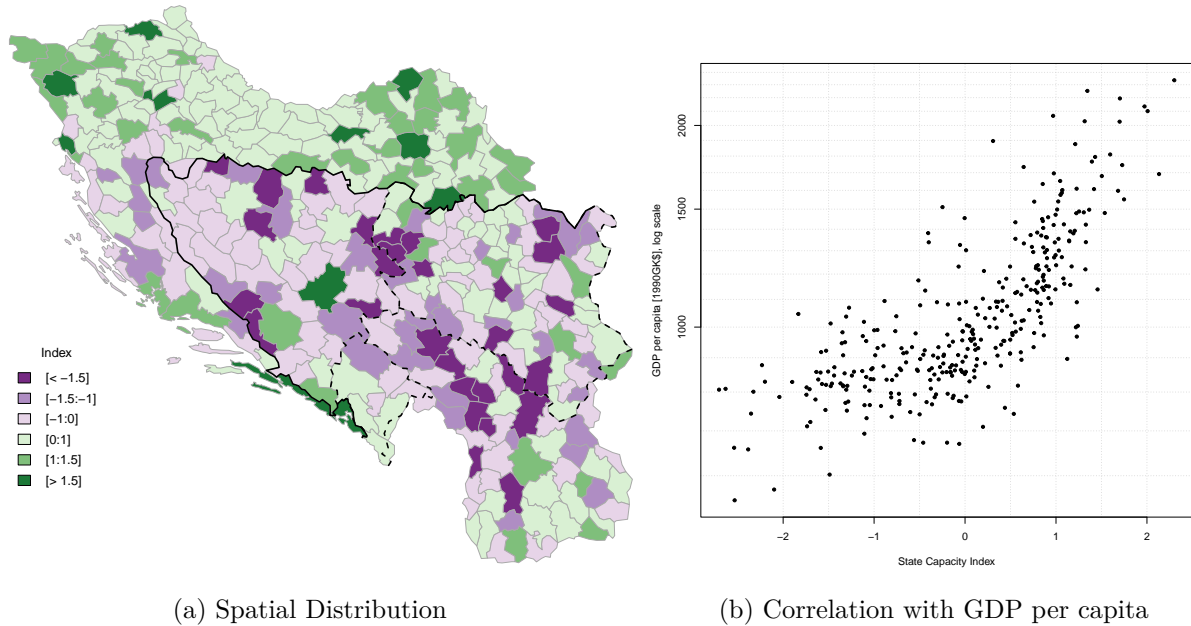 Index
[< −1.5]
[−1.5:−1]
[−1:0]
[0:1]
[1:1.5]
[> 1.5]
GDP per capita [1990GK$], log scale
2000
1500
1000
−2 −1 0 1 2
State Capacity Index
(a) Spatial Distribution
(b) Correlation with GDP per capita